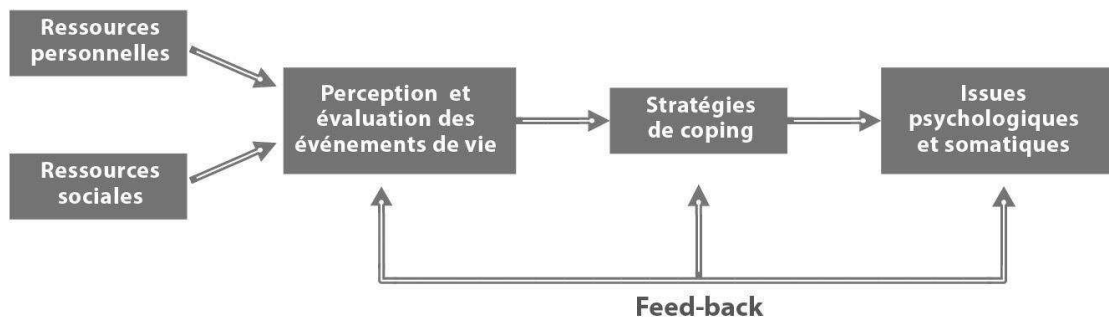 Ressources
personnelles
Ressources
sociales
Perception et
évaluation des
événements de vie
Stratégies
de coping
Issues
psychologiques
et somatiques
Feed-back